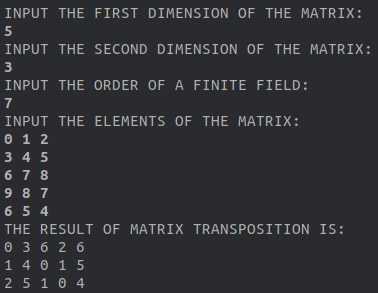 INPUT THE FIRST DIMENSION OF THE MATRIX:
5
INPUT THE SECOND DIMENSION OF THE MATRIX:
3
INPUT THE ORDER OF A FINITE FIELD:
7
INPUT THE ELEMENTS OF THE MATRIX:
0 1 2
3 4 5
6 7 8
9 8 7
6 5 4
THE RESULT OF MATRIX TRANSPOSITION IS:
0 3 6 2 6
1 4 0 1 5
2 5 1 0 4